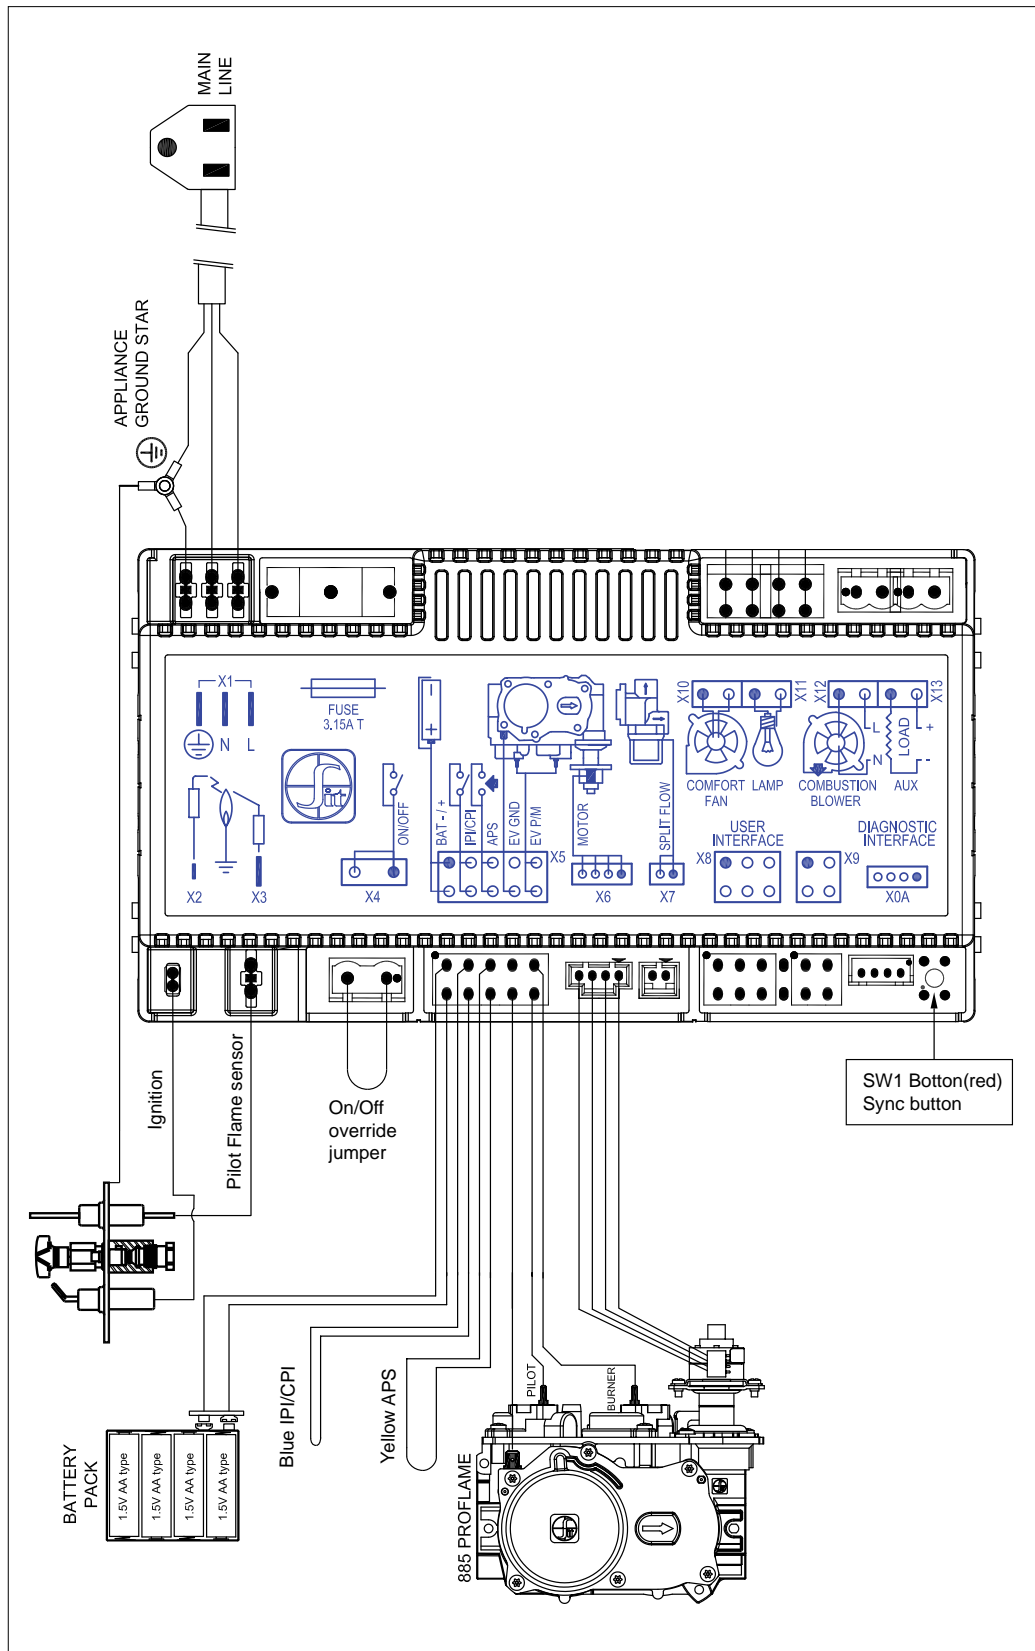 MAIN
LINE
APPLIANCE
GROUND STAR
X1
N
L
FUSE
3.15A T
-
+
X10
X11
X12
X13
L
N
LOAD
+
-
COMFORT
FAN
LAMP
COMBUSTION
BLOWER
AUX
ON/OFF
BAT - / +
IPI/CPI
APS
EV GND
EV P/M
MOTOR
SPLIT FLOW
USER
INTERFACE
DIAGNOSTIC
INTERFACE
X2
X3
X4
X5
X6
X7
X8
X9
X0A
Ignition
Pilot Flame sensor
On/Off
override
jumper
SW1 Botton(red)
Sync button
Blue IPI/CPI
Yellow APS
PILOT
BURNER
BATTERY
PACK
1.5V AA type
1.5V AA type
1.5V AA type
1.5V AA type
885 PROFLAME